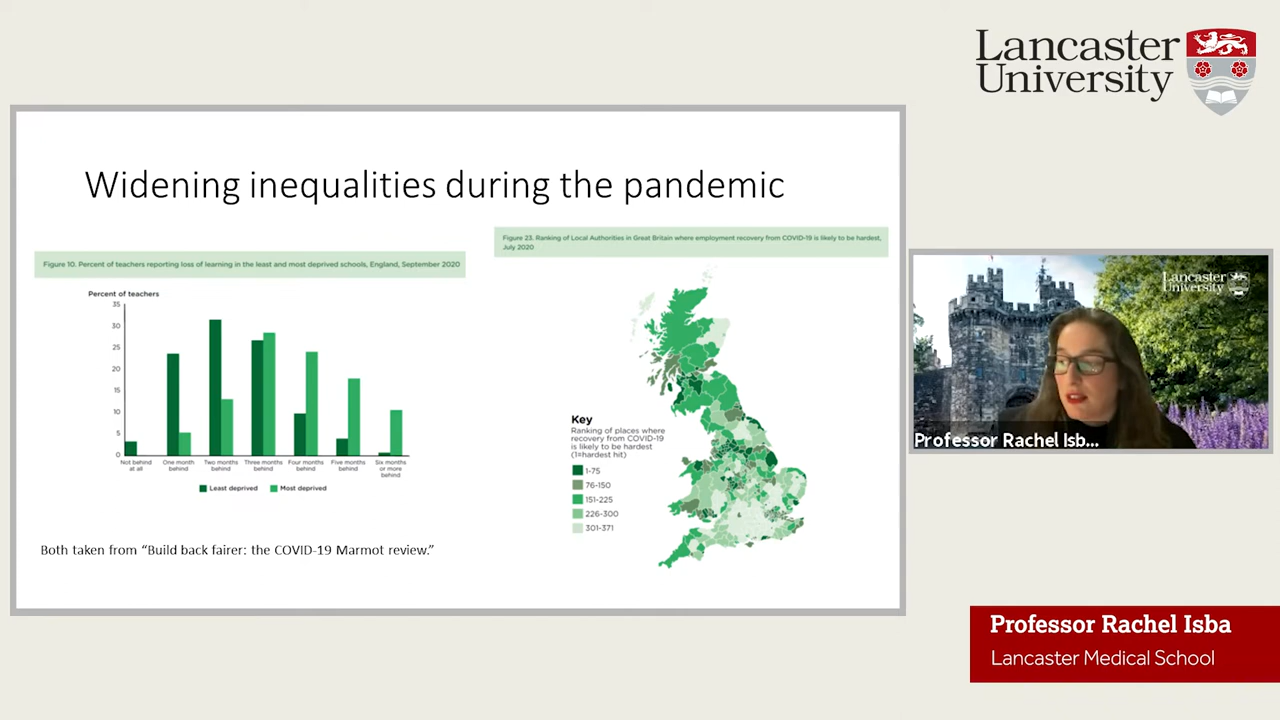 Lancaster
University
Widening inequalities during the pandemic
Figure 10. Percent of teachers reporting loss of learning in the least and most deprived schools, England, September 2020
Percent of teachers
35
30
25
20
15
10
5
0
Not behind
at all
One month
behind
Two months
behind
Three months
behind
Four months
behind
Five months
behind
Six months
or more
behind
Least deprived
Most deprived
Both taken from “Build back fairer: the COVID-19 Marmot review.”
Figure 23. Ranking of Local Authorities in Great Britain where employment recovery from COVID-19 is likely to be hardest,
July 2020
Key
Ranking of places where
recovery from COVID-19
is likely to be hardest
(1=hardest hit)
1-75
76-150
151-225
226-300
301-371
Lancaster
University
Professor Rachel Isb...
Professor Rachel Isba
Lancaster Medical School